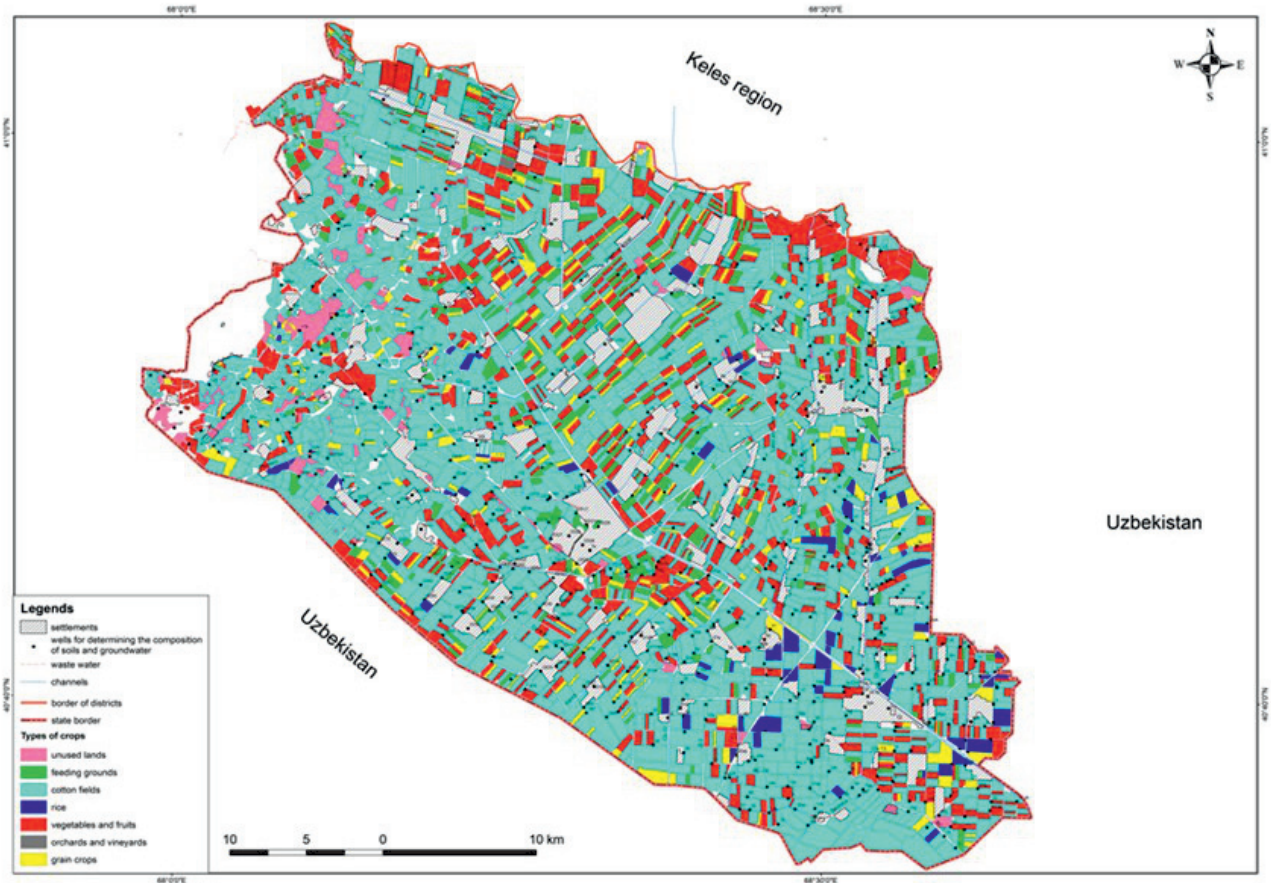 68°0'0"E
68°30'0"E
N
W E
S
Keles region
41°0'0"N
41°0'0"N
Uzbekistan
Uzbekistan
40°40'0"N
40°40'0"N
Legends
settlements
wells for determining the composition
of soils and groundwater
waste water
channels
border of districts
state border
Types of crops
unused lands
feeding grounds
cotton fields
rice
vegetables and fruits
orchards and vineyards
grain crops
10 5 0 10 km
68°0'0"E
68°30'0"E